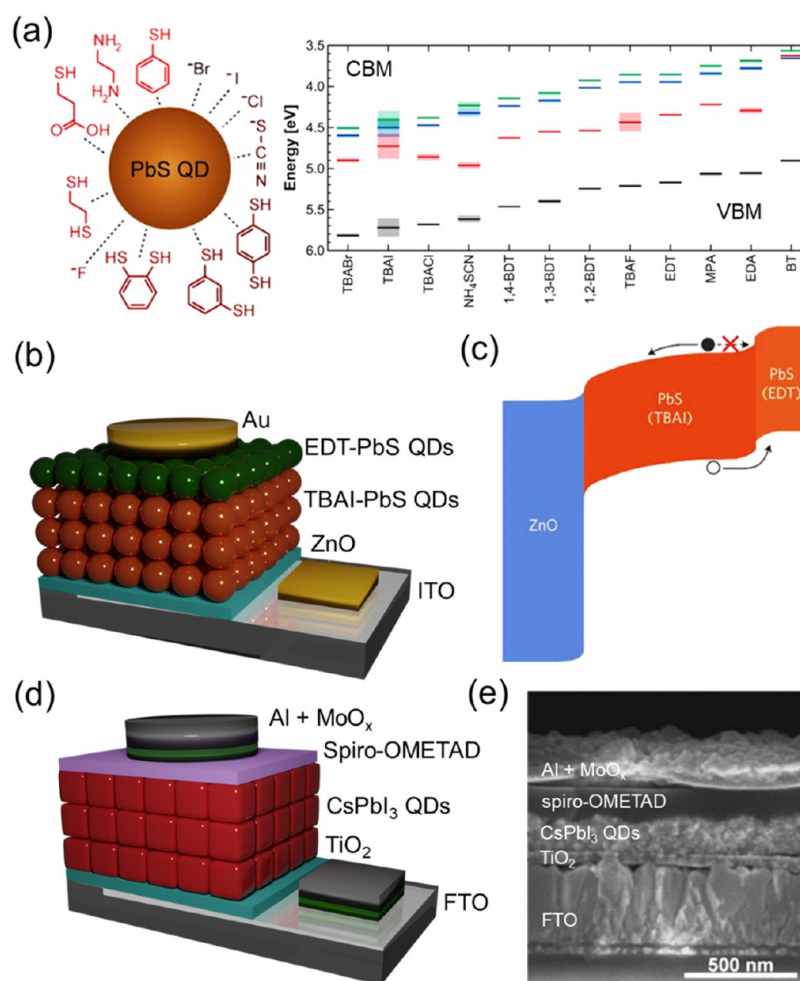 (a)
SH
NH₂
H₂N
SH
⁻Br
⁻I
⁻Cl
⁻S
C
N
OH
O
PbS QD
SH
HS
⁻F
HS
SH
SH
SH
SH
SH
CBM
VBM
Energy [eV]
3.5
4.0
4.5
5.0
5.5
6.0
TBABr
TBAI
TBACl
NH₄SCN
1,4-BDT
1,3-BDT
1,2-BDT
TBAF
EDT
MPA
EDA
BT
(b)
Au
EDT-PbS QDs
TBAI-PbS QDs
ZnO
ITO
(c)
ZnO
PbS
(TBAI)
PbS
(EDT)
(d)
Al + MoOₓ
Spiro-OMETAD
CsPbI₃ QDs
TiO₂
FTO
(e)
Al + MoOₓ
spiro-OMETAD
CsPbI₃ QDs
TiO₂
FTO
500 nm